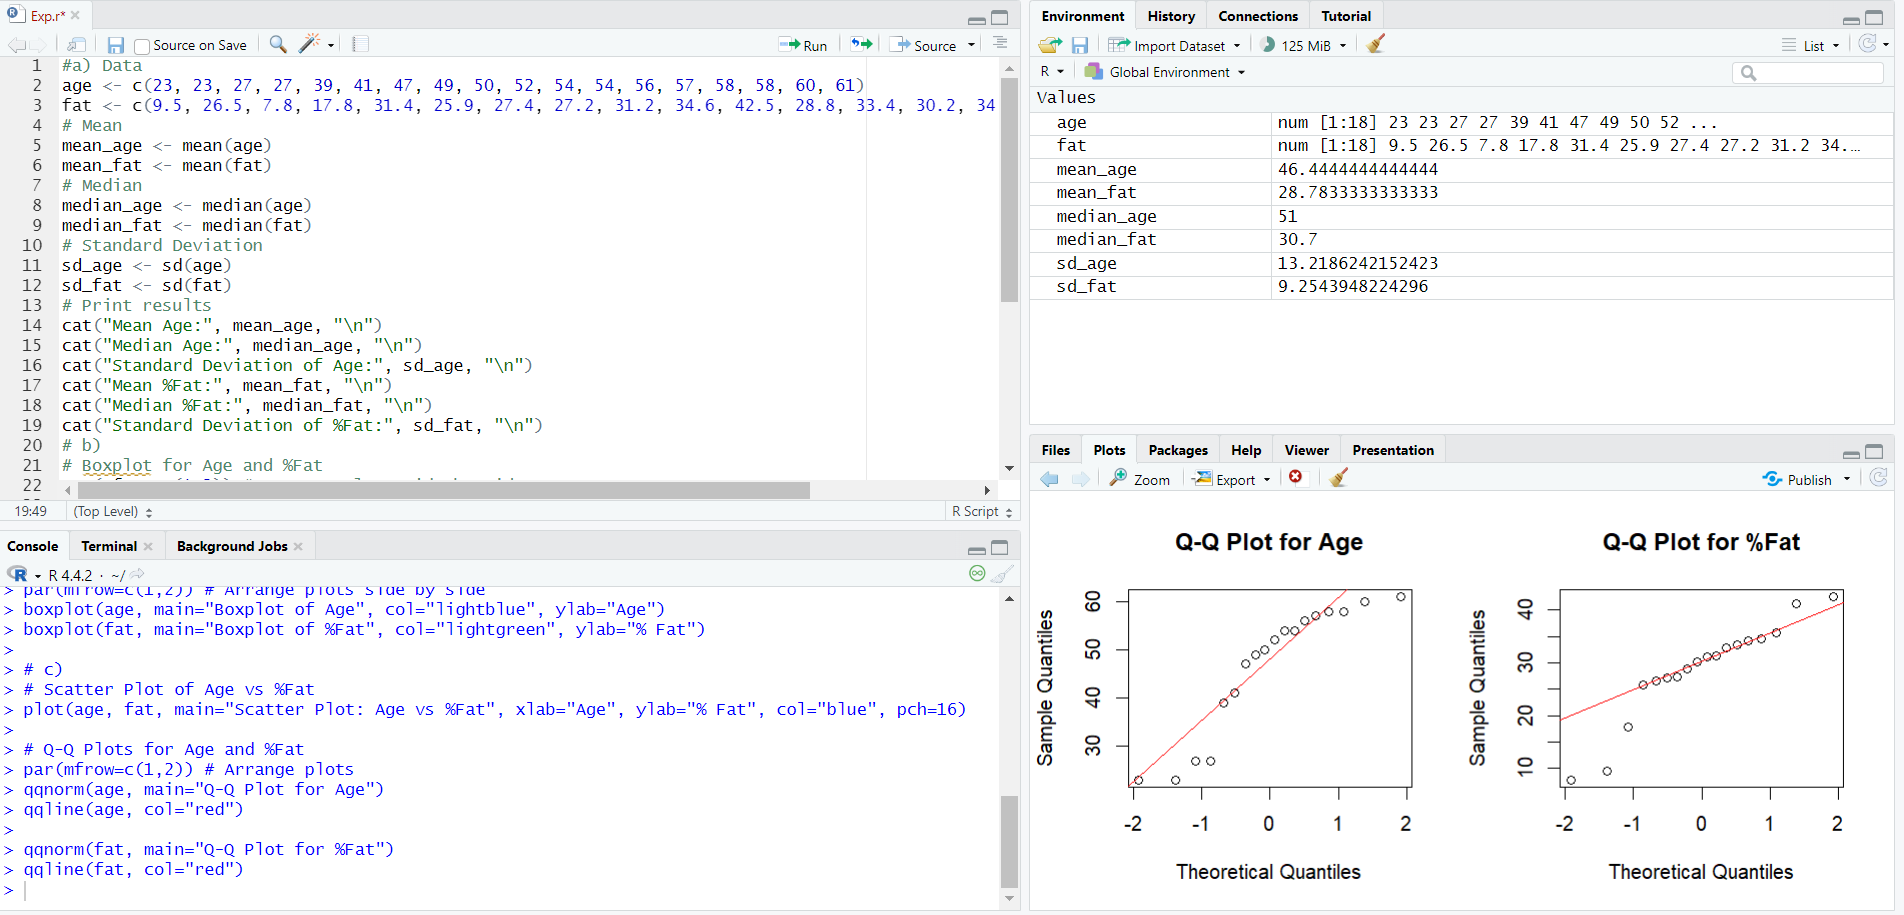 Exp.r*
Source on Save
Run
Source
1 #a) Data
2 age <- c(23, 23, 27, 27, 39, 41, 47, 49, 50, 52, 54, 54, 56, 57, 58, 58, 60, 61)
3 fat <- c(9.5, 26.5, 7.8, 17.8, 31.4, 25.9, 27.4, 27.2, 31.2, 34.6, 42.5, 28.8, 33.4, 30.2, 34
4 # Mean
5 mean_age <- mean(age)
6 mean_fat <- mean(fat)
7 # Median
8 median_age <- median(age)
9 median_fat <- median(fat)
10 # Standard Deviation
11 sd_age <- sd(age)
12 sd_fat <- sd(fat)
13 # Print results
14 cat("Mean Age:", mean_age, "\n")
15 cat("Median Age:", median_age, "\n")
16 cat("Standard Deviation of Age:", sd_age, "\n")
17 cat("Mean %Fat:", mean_fat, "\n")
18 cat("Median %Fat:", median_fat, "\n")
19 cat("Standard Deviation of %Fat:", sd_fat, "\n")
20 # b)
21 # Boxplot for Age and %Fat
22
19:49 (Top Level) R Script
Console Terminal Background Jobs
R 4.4.2 · ~/
> par(mfrow=c(1,2)) # Arrange plots side by side
> boxplot(age, main="Boxplot of Age", col="lightblue", ylab="Age")
> boxplot(fat, main="Boxplot of %Fat", col="lightgreen", ylab="% Fat")
>
> # c)
> # Scatter Plot of Age vs %Fat
> plot(age, fat, main="Scatter Plot: Age vs %Fat", xlab="Age", ylab="% Fat", col="blue", pch=16)
>
> # Q-Q Plots for Age and %Fat
> par(mfrow=c(1,2)) # Arrange plots
> qqnorm(age, main="Q-Q Plot for Age")
> qqline(age, col="red")
>
> qqnorm(fat, main="Q-Q Plot for %Fat")
> qqline(fat, col="red")
>
Environment History Connections Tutorial
Import Dataset 125 MiB List
R Global Environment
Values
age num [1:18] 23 23 27 27 39 41 47 49 50 52 ...
fat num [1:18] 9.5 26.5 7.8 17.8 31.4 25.9 27.4 27.2 31.2 34.…
mean_age 46.4444444444444
mean_fat 28.7833333333333
median_age 51
median_fat 30.7
sd_age 13.2186242152423
sd_fat 9.2543948224296
Files Plots Packages Help Viewer Presentation
Zoom Export Publish
Q-Q Plot for Age
Sample Quantiles
60
50
40
30
-2 -1 0 1 2
Theoretical Quantiles
Q-Q Plot for %Fat
Sample Quantiles
40
30
20
10
-2 -1 0 1 2
Theoretical Quantiles